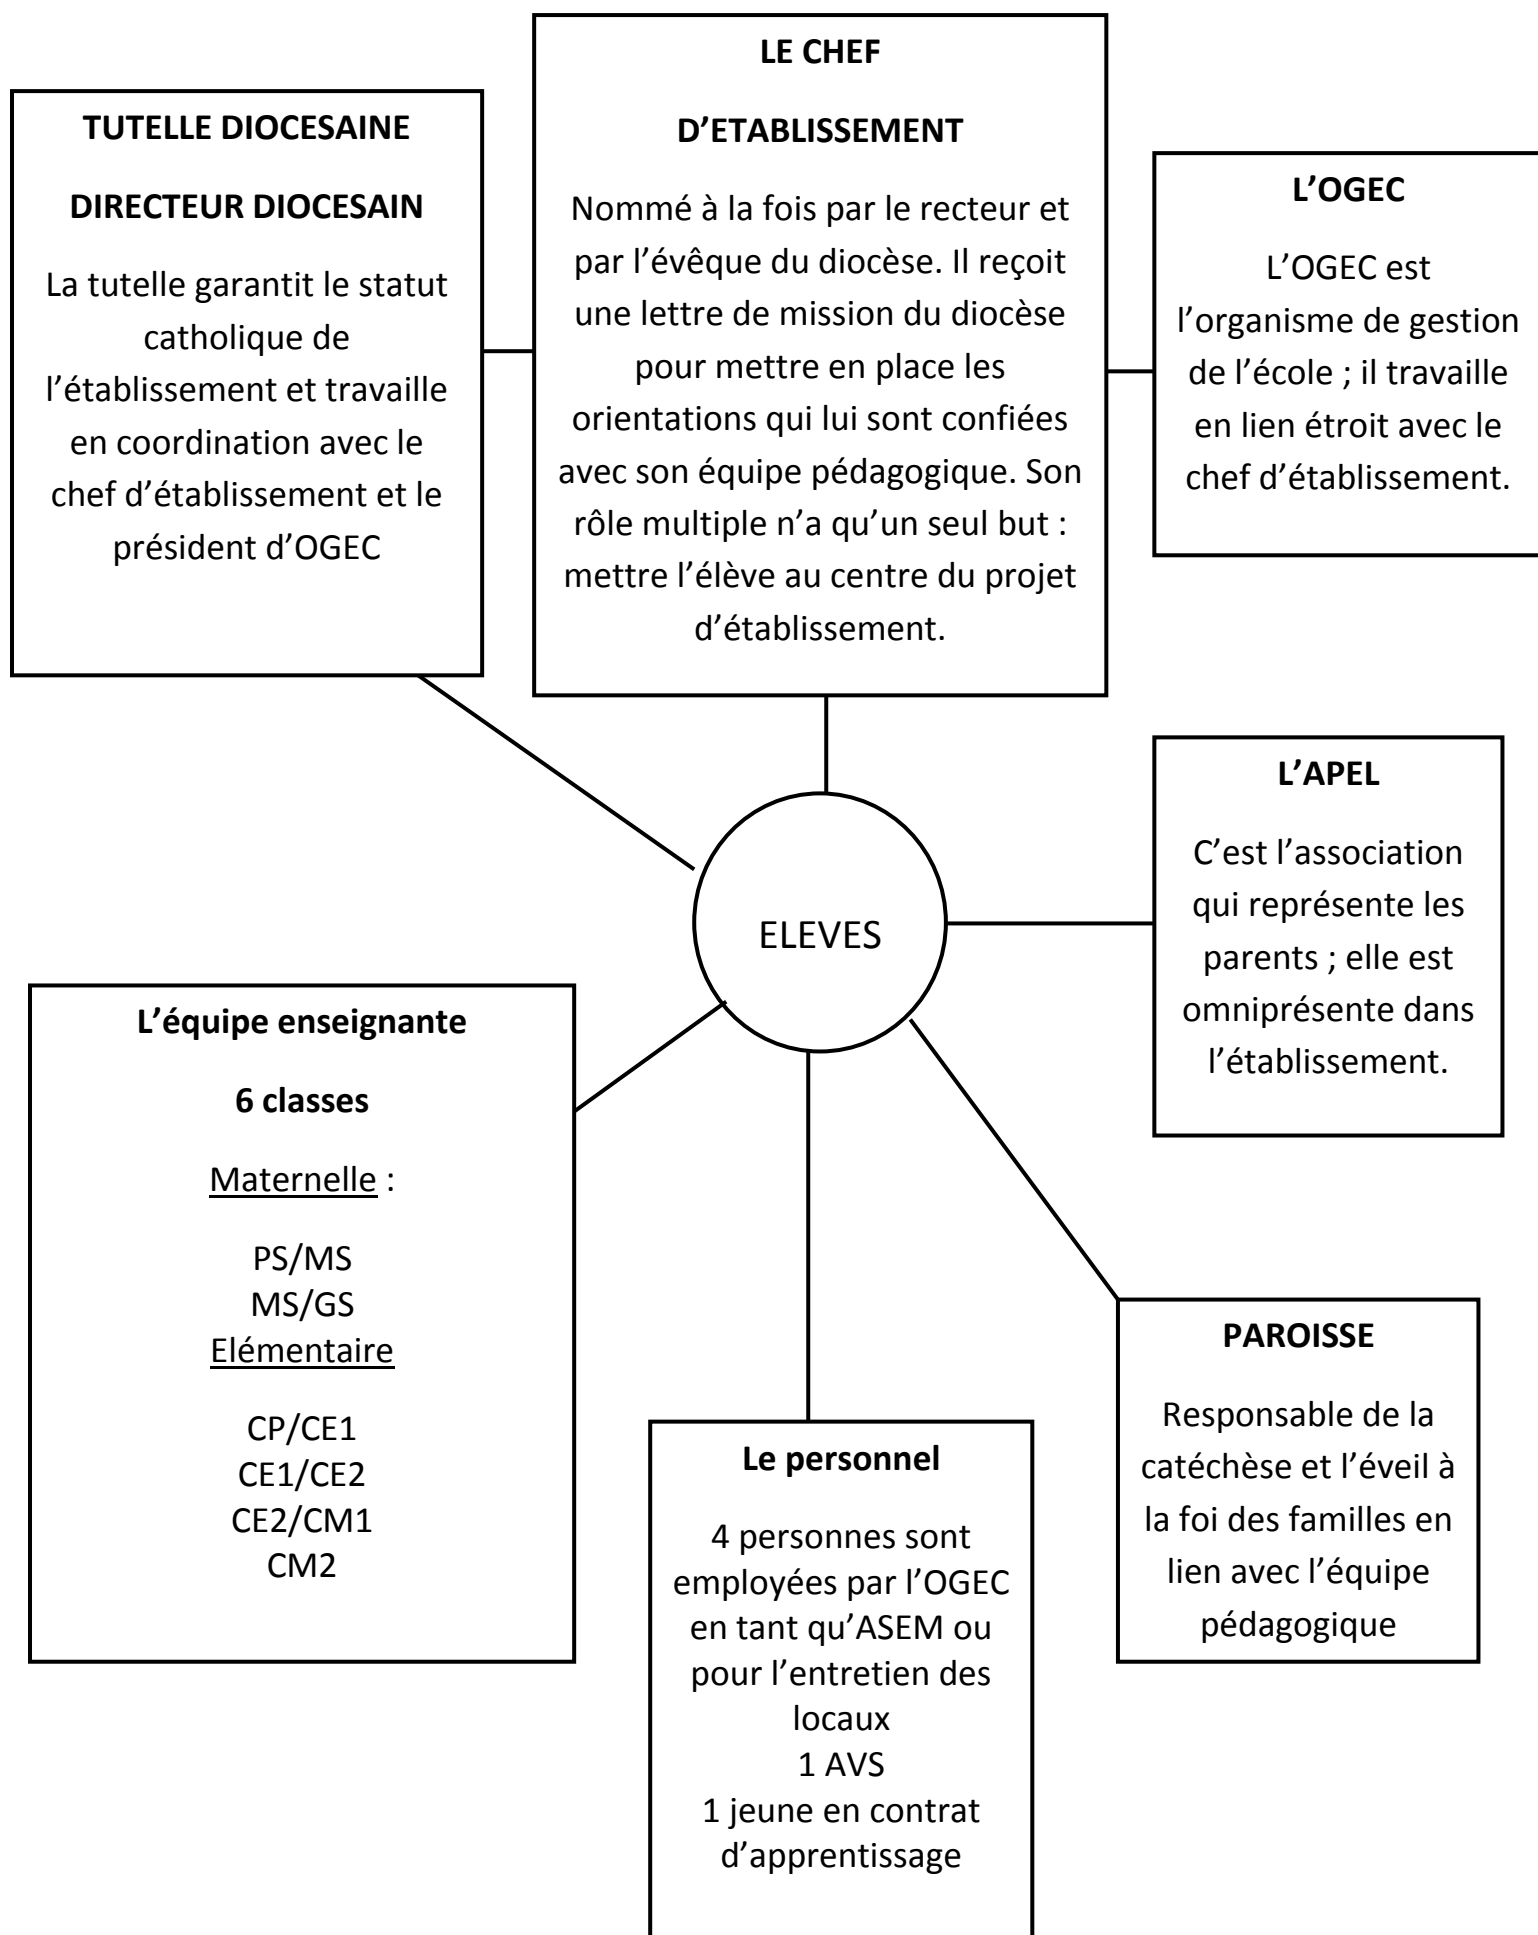 TUTELLE DIOCESAINE
DIRECTEUR DIOCESAIN
La tutelle garantit le statut
catholique de
l’établissement et travaille
en coordination avec le
chef d’établissement et le
président d’OGEC
LE CHEF
D’ETABLISSEMENT
Nommé à la fois par le recteur et
par l’évêque du diocèse. Il reçoit
une lettre de mission du diocèse
pour mettre en place les
orientations qui lui sont confiées
avec son équipe pédagogique. Son
rôle multiple n’a qu’un seul but :
mettre l’élève au centre du projet
d’établissement.
L’OGEC
L’OGEC est
l’organisme de gestion
de l’école ; il travaille
en lien étroit avec le
chef d’établissement.
L’APEL
C’est l’association
qui représente les
parents ; elle est
omniprésente dans
l’établissement.
ELEVES
L’équipe enseignante
6 classes
Maternelle :
PS/MS
MS/GS
Elémentaire
CP/CE1
CE1/CE2
CE2/CM1
CM2
Le personnel
4 personnes sont
employées par l’OGEC
en tant qu’ASEM ou
pour l’entretien des
locaux
1 AVS
1 jeune en contrat
d’apprentissage
PAROISSE
Responsable de la
catéchèse et l’éveil à
la foi des familles en
lien avec l’équipe
pédagogique